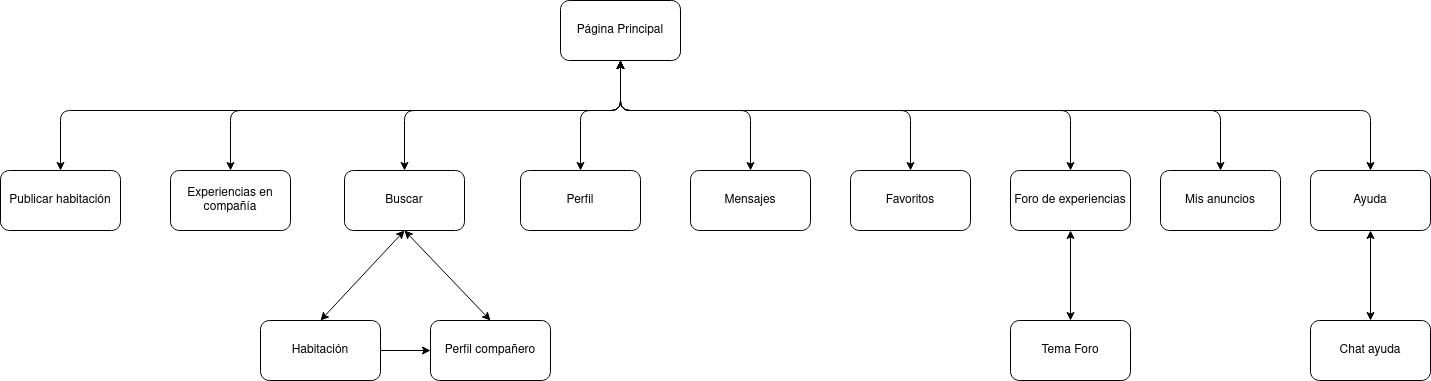 Página Principal
Publicar habitación
Experiencias en
compañia
Buscar
Perfil
Mensajes
Favoritos
Foro de experiencias
Mis anuncios
Ayuda
Habitación
Perfil compañero
Tema Foro
Chat ayuda